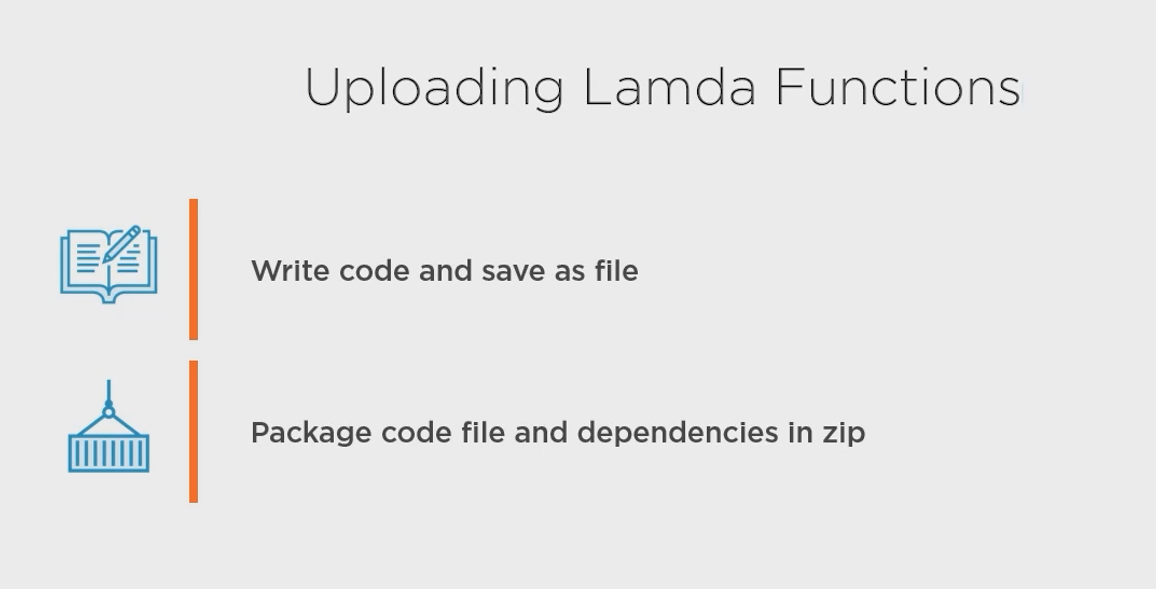 Uploading Lamda Functions
Write code and save as file
Package code file and dependencies in zip